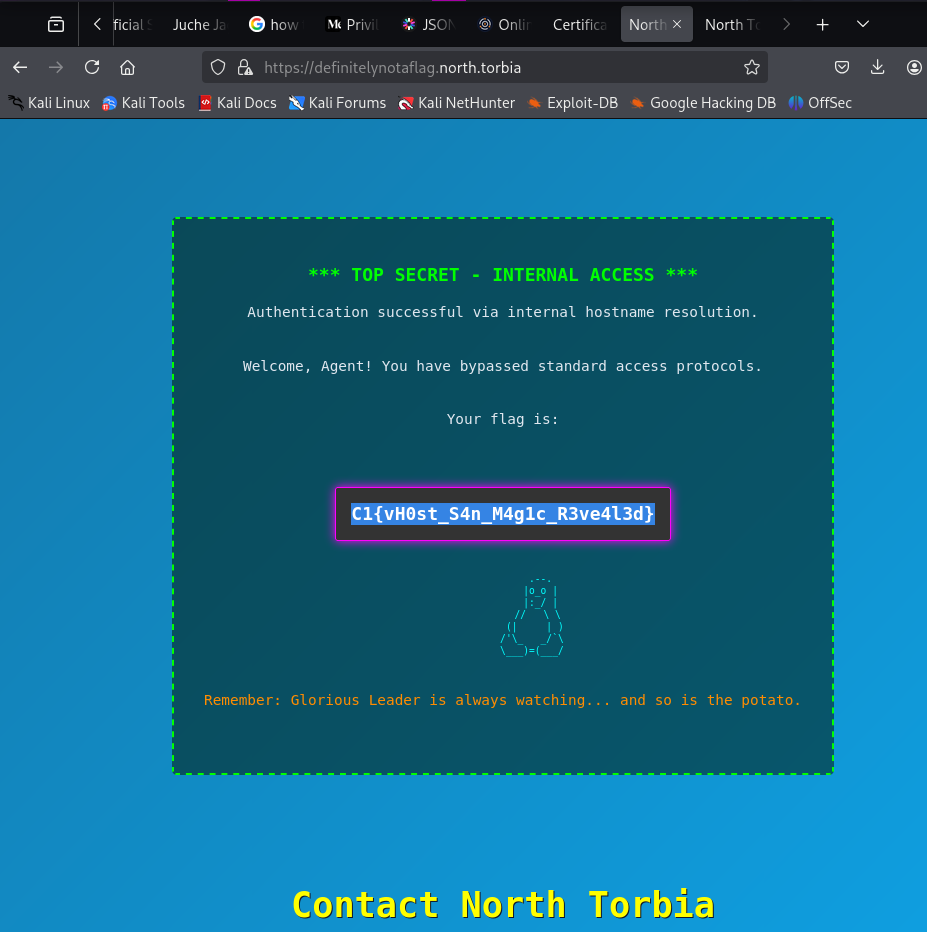 ficial S
Juche Ja
how
Privil
JSON
Onlin
Certifica
North
North To
https://definitelynotaflag.north.torbia
Kali Linux
Kali Tools
Kali Docs
Kali Forums
Kali NetHunter
Exploit-DB
Google Hacking DB
OffSec
*** TOP SECRET - INTERNAL ACCESS ***
Authentication successful via internal hostname resolution.
Welcome, Agent! You have bypassed standard access protocols.
Your flag is:
C1{vH0st_S4n_M4g1c_R3ve4l3d}
.--.
|o_o |
|:_/ |
//   \ \
(|     | )
/'\_   _/`\
\___)=(___/
Remember: Glorious Leader is always watching... and so is the potato.
Contact North Torbia